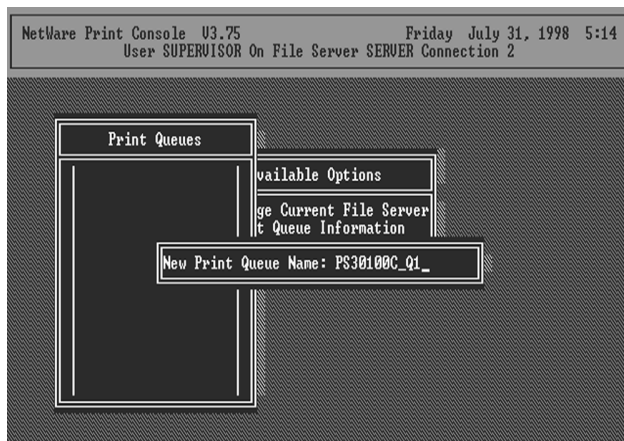 NetWare Print Console V3.75 Friday July 31, 1998 5:14
User SUPERVISOR On File Server SERVER Connection 2
Print Queues
vailable Options
ge Current File Server
t Queue Information
New Print Queue Name: PS30100C_Q1_